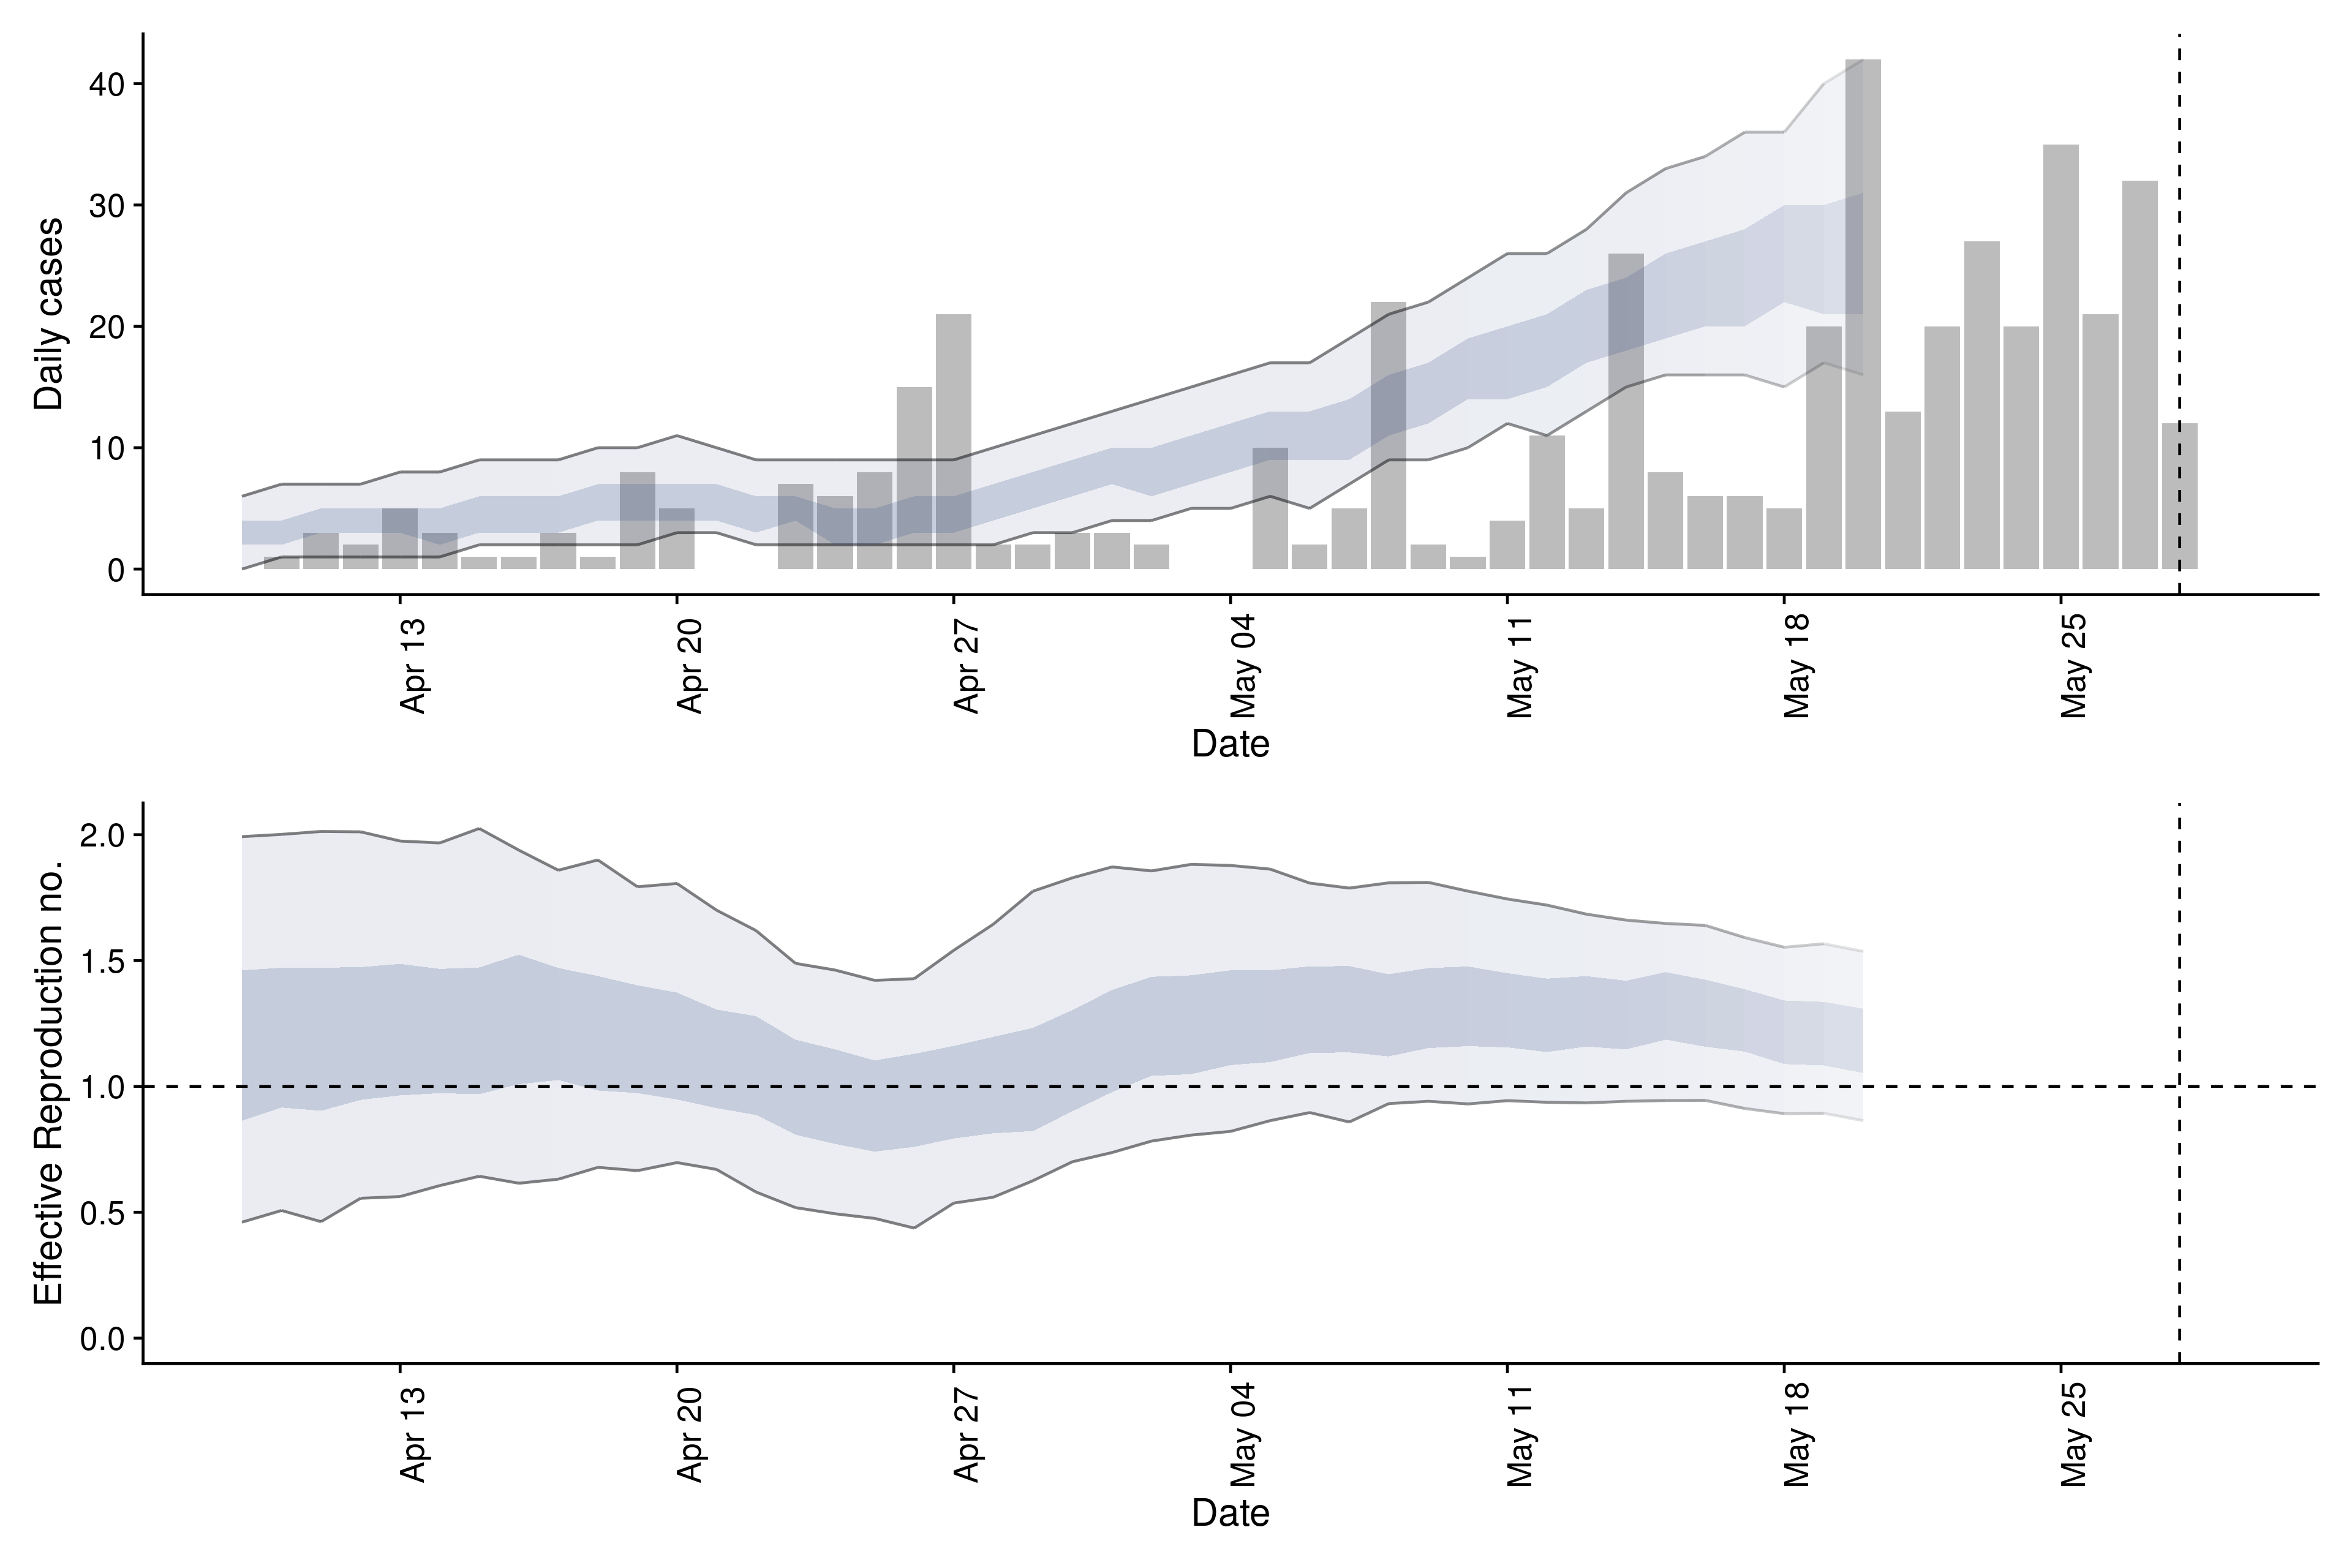 Daily cases
40
30
20
10
0
Apr 13
Apr 20
Apr 27
May 04
May 11
May 18
May 25
Date
Effective Reproduction no.
2.0
1.5
1.0
0.5
0.0
Apr 13
Apr 20
Apr 27
May 04
May 11
May 18
May 25
Date